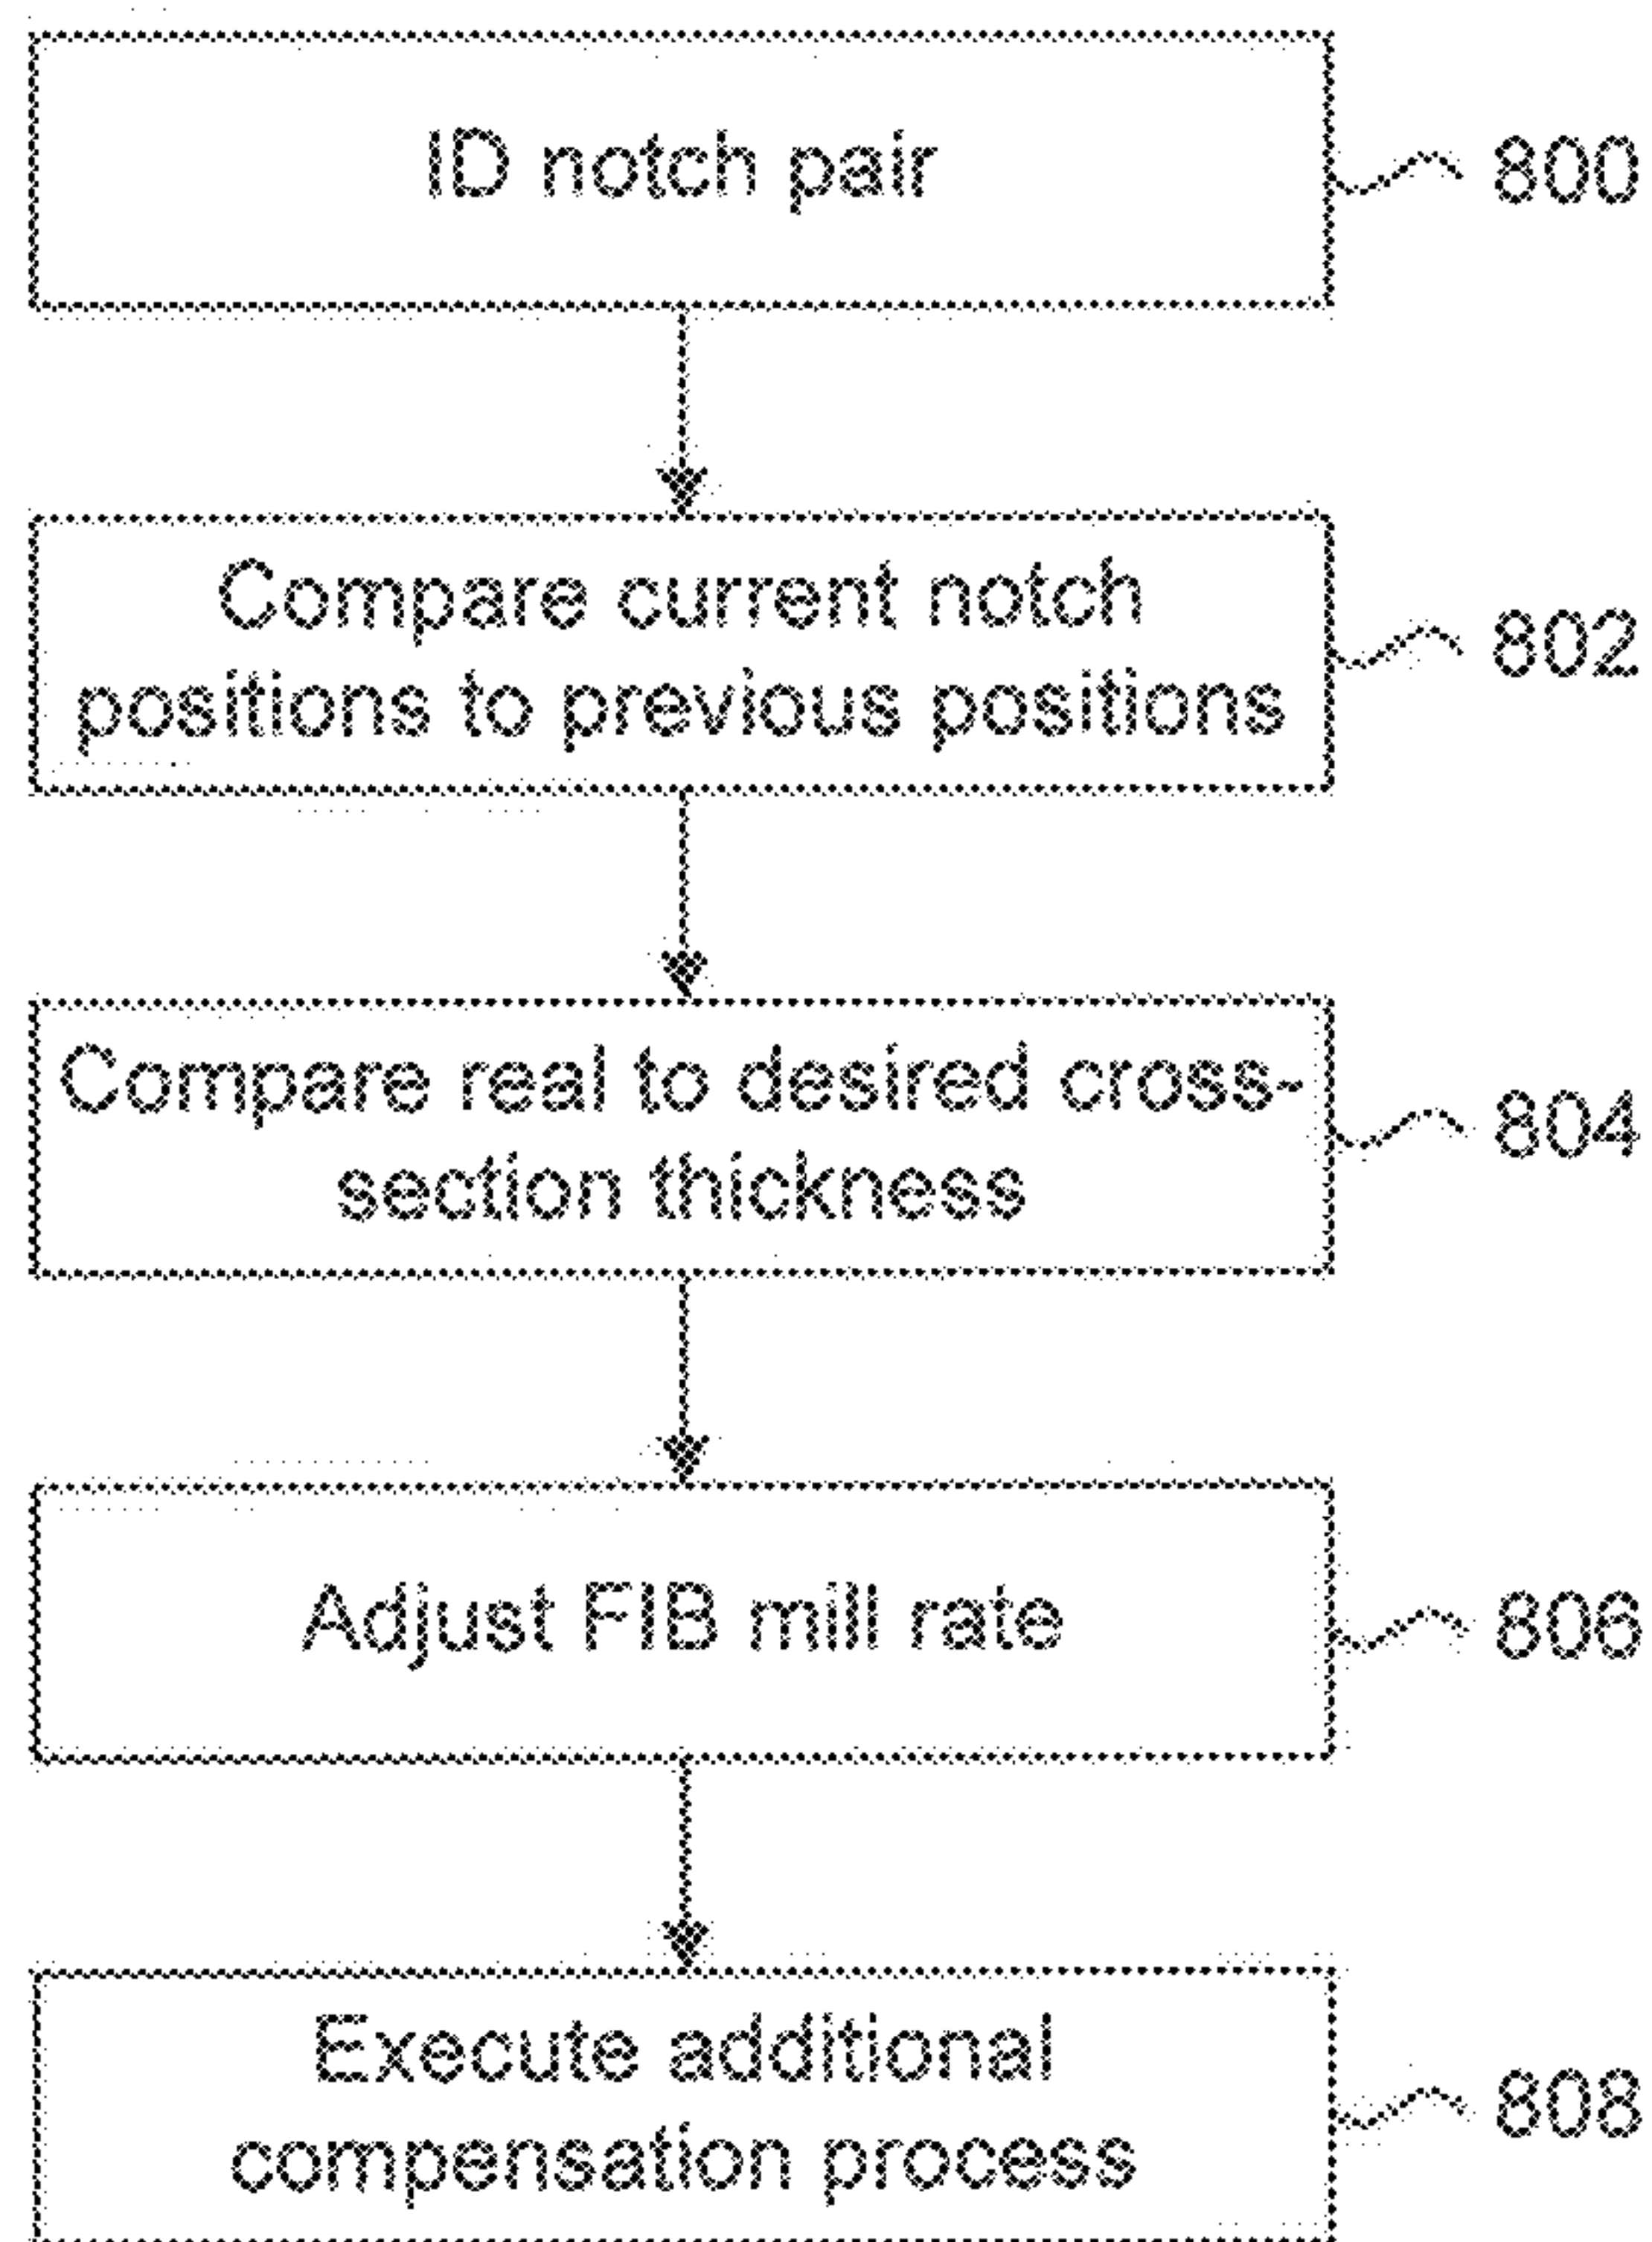 ID notch pair
800
Compare current notch
positions to previous positions
802
Compare real to desired cross-
section thickness
804
Adjust FIB mill rate
806
Execute additional
compensation process
808